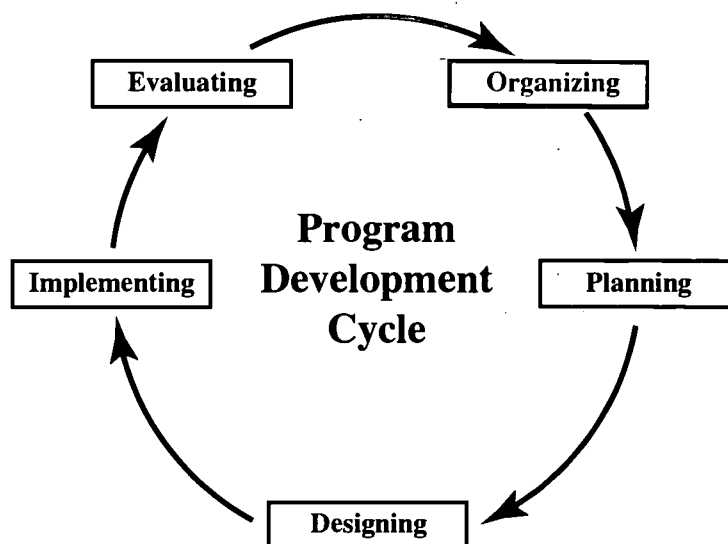 Evaluating
Organizing
Program
Development
Cycle
Implementing
Planning
Designing